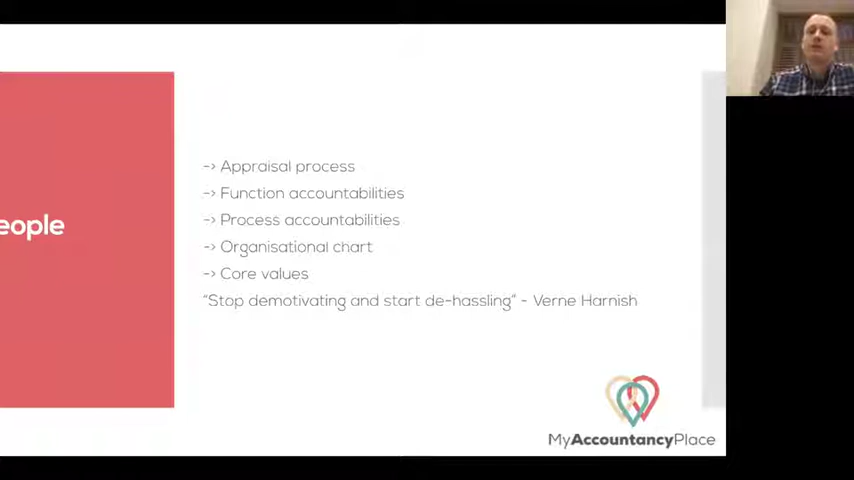 eople
-> Appraisal process
-> Function accountabilities
-> Process accountabilities
-> Organisational chart
-> Core values
“Stop demotivating and start de-hassling” - Verne Harnish
MyAccountancyPlace